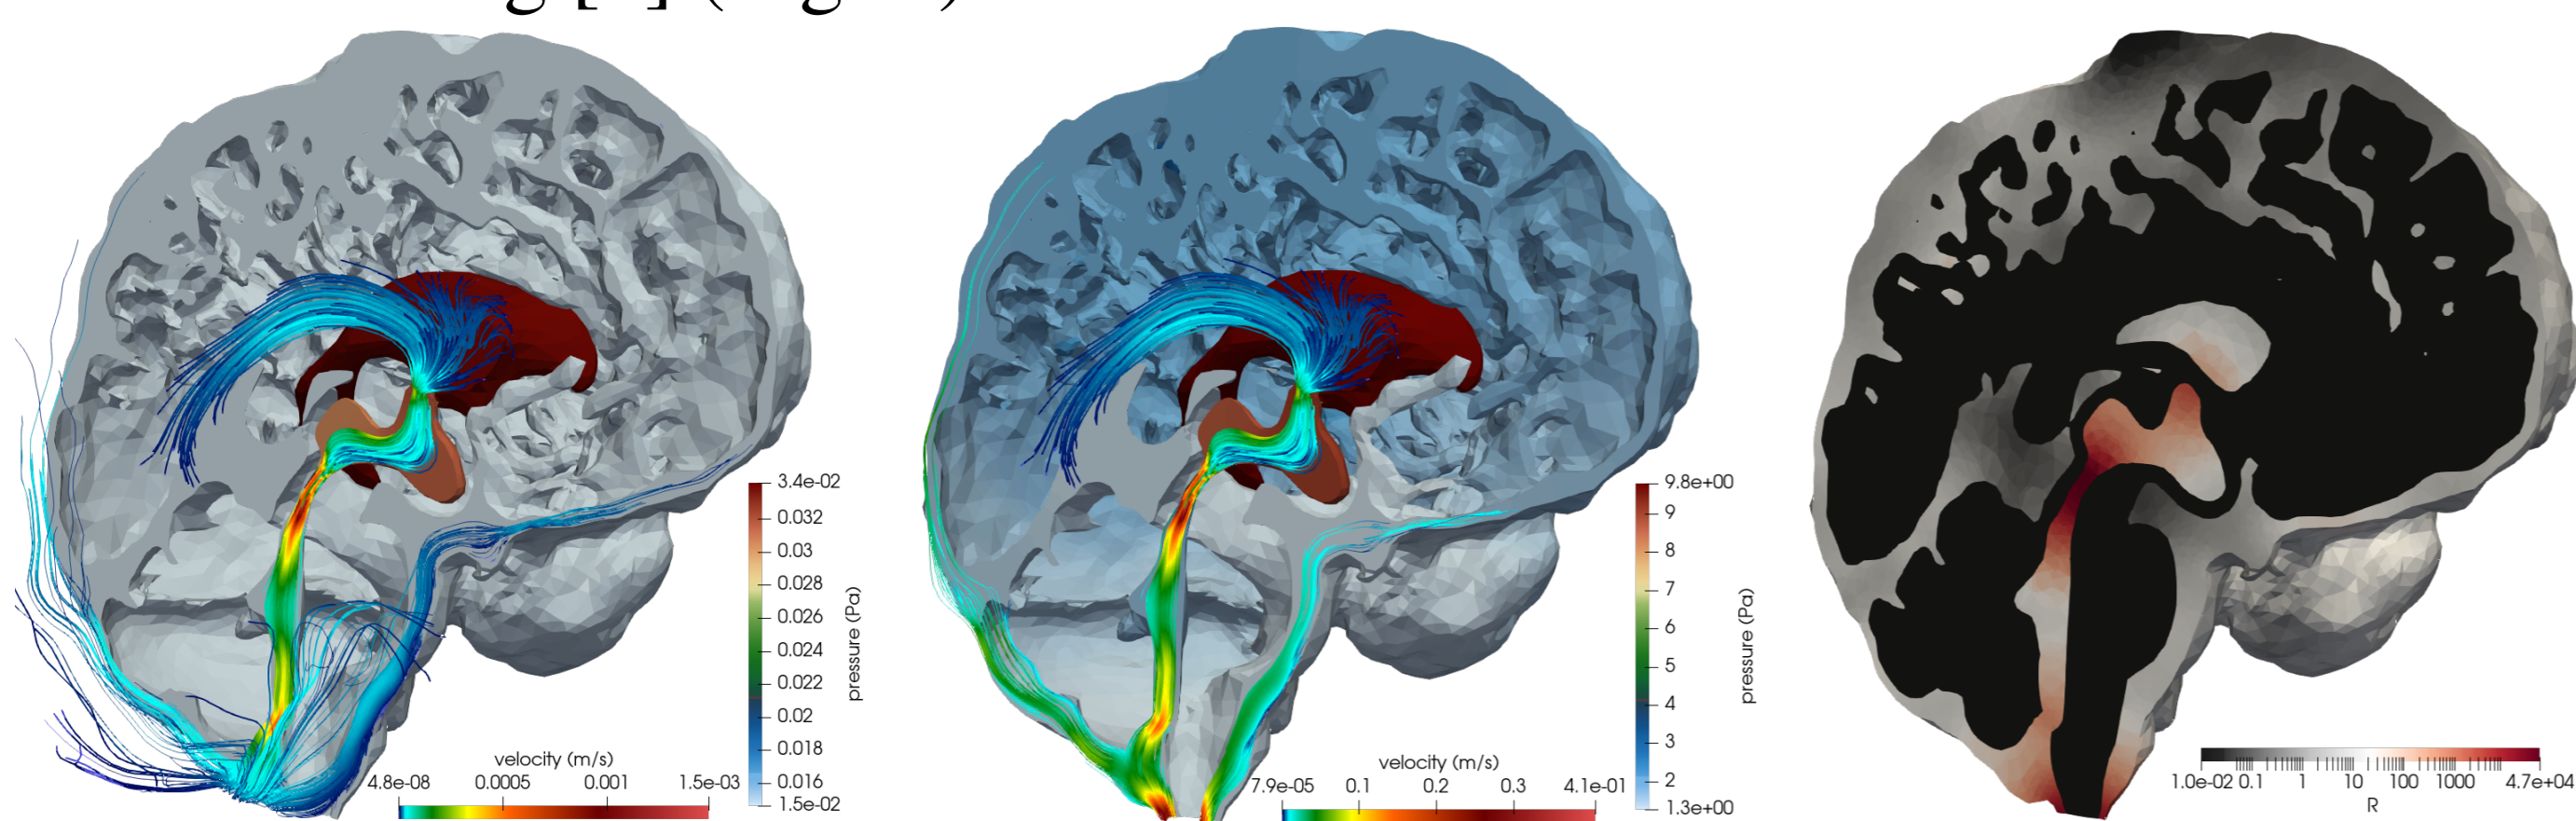 3.4e-02
0.032
0.03
0.028
0.026
0.024
0.022
0.02
0.018
0.016
1.5e-02
pressure (Pa)
velocity (m/s)
4.8e-08 0.0005 0.001 1.5e-03
9.8e+00
9
8
7
6
5
4
3
2
1.3e+00
pressure (Pa)
velocity (m/s)
7.9e-05 0.1 0.2 0.3 4.1e-01
1.0e-02 0.1 1 10 100 1000 4.7e+04
R